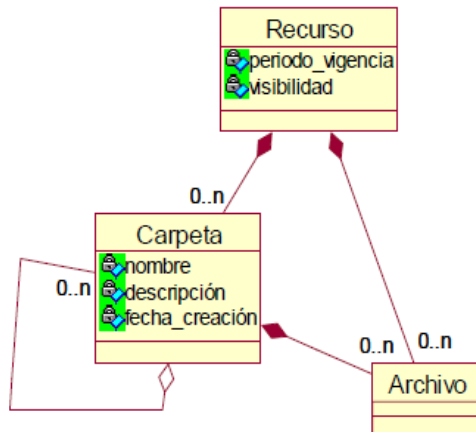 Recurso
periodo_vigencia
visibilidad
0..n
Carpeta
nombre
0..n
descripción
fecha_creación
0..n
0..n
Archivo